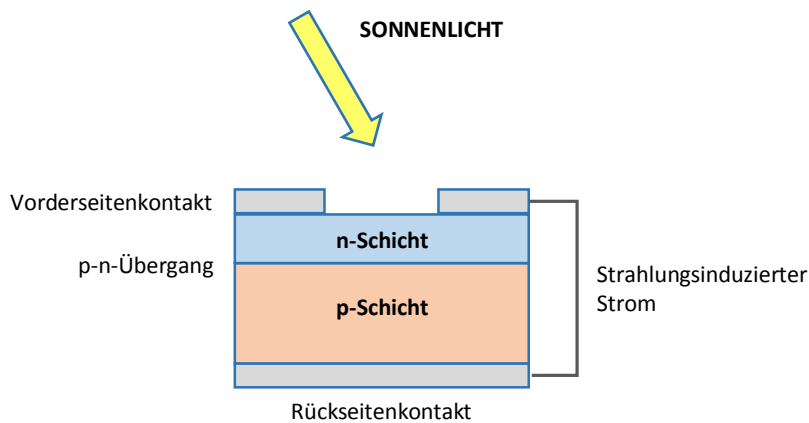 SONNENLICHT
Vorderseitenkontakt
n-Schicht
p-n-Übergang
Strahlungsinduzierter
Strom
p-Schicht
Rückseitenkontakt